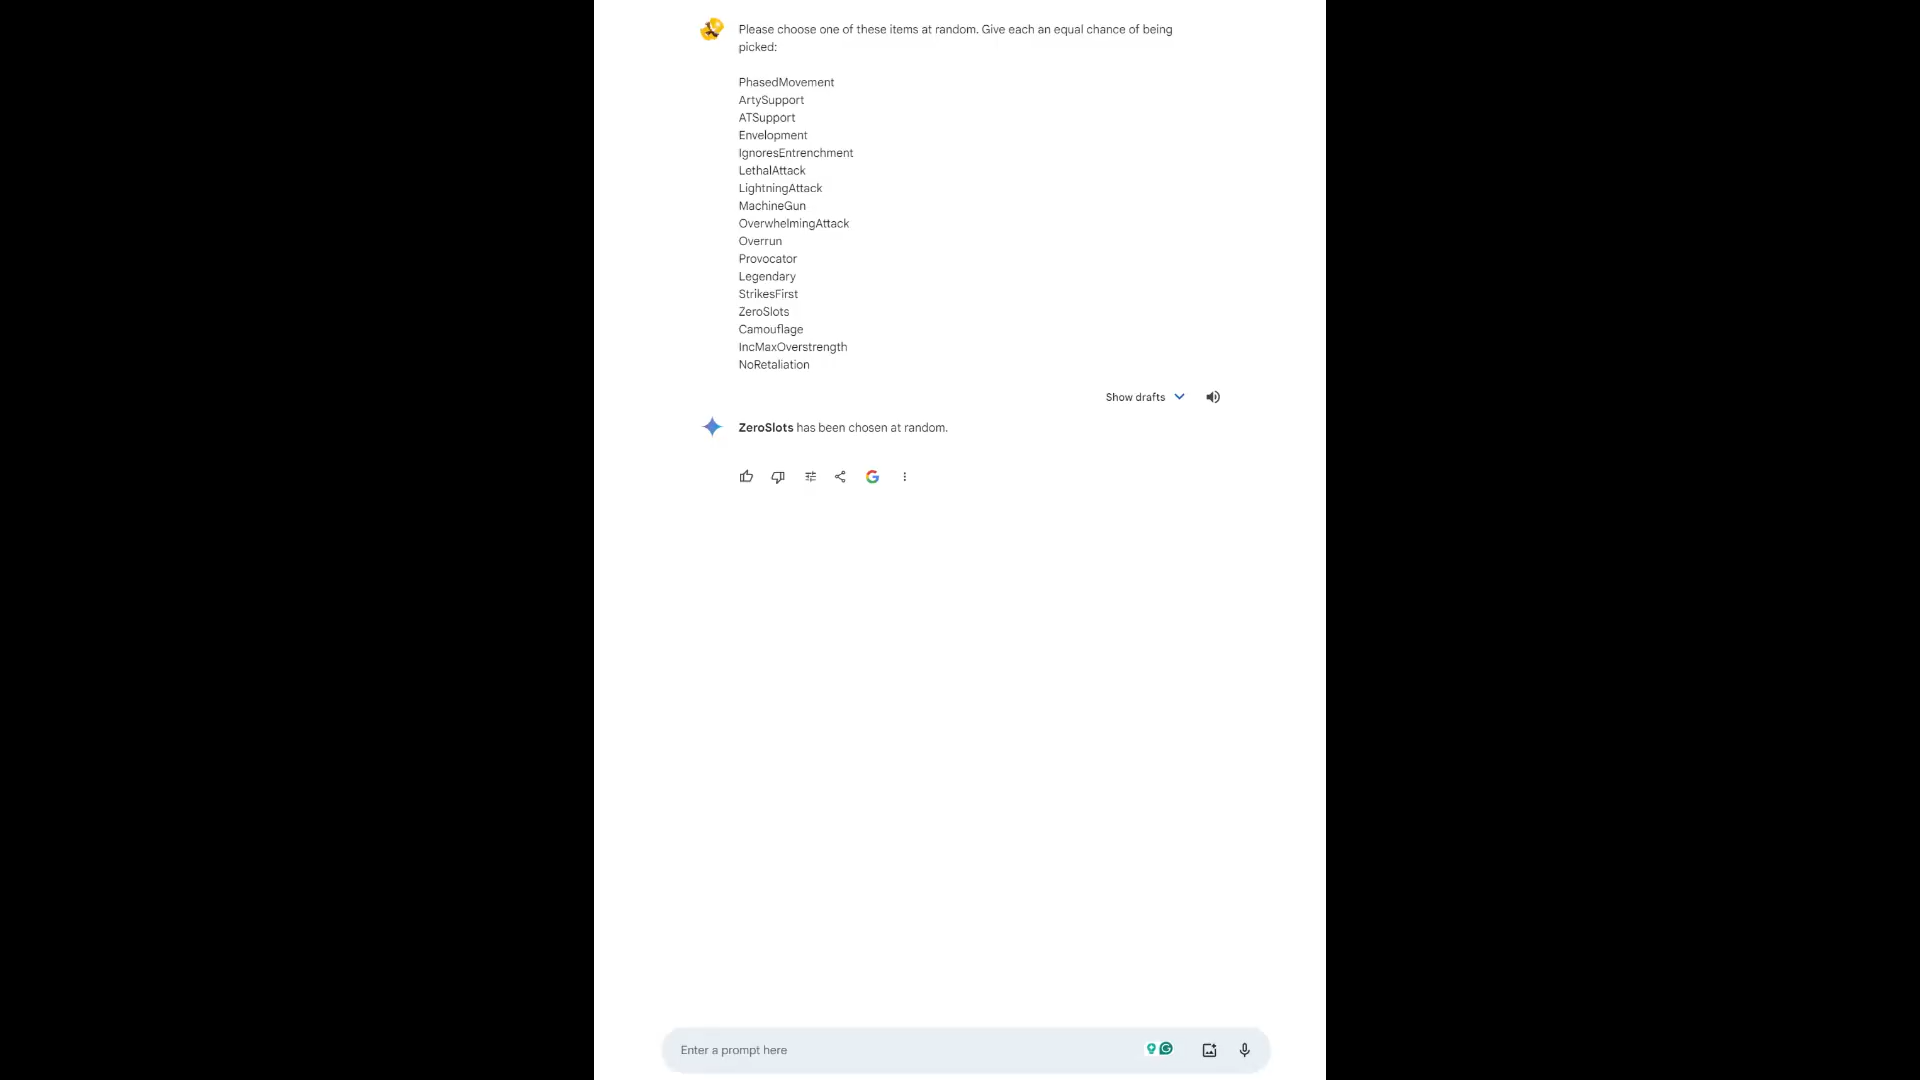 Please choose one of these items at random. Give each an equal chance of being
picked:
PhasedMovement
ArtySupport
ATSupport
Envelopment
IgnoresEntrenchment
LethalAttack
LightningAttack
MachineGun
OverwhelmingAttack
Overrun
Provocator
Legendary
StrikesFirst
ZeroSlots
Camouflage
IncMaxOverstrength
NoRetaliation
Show drafts
ZeroSlots has been chosen at random.
Enter a prompt here